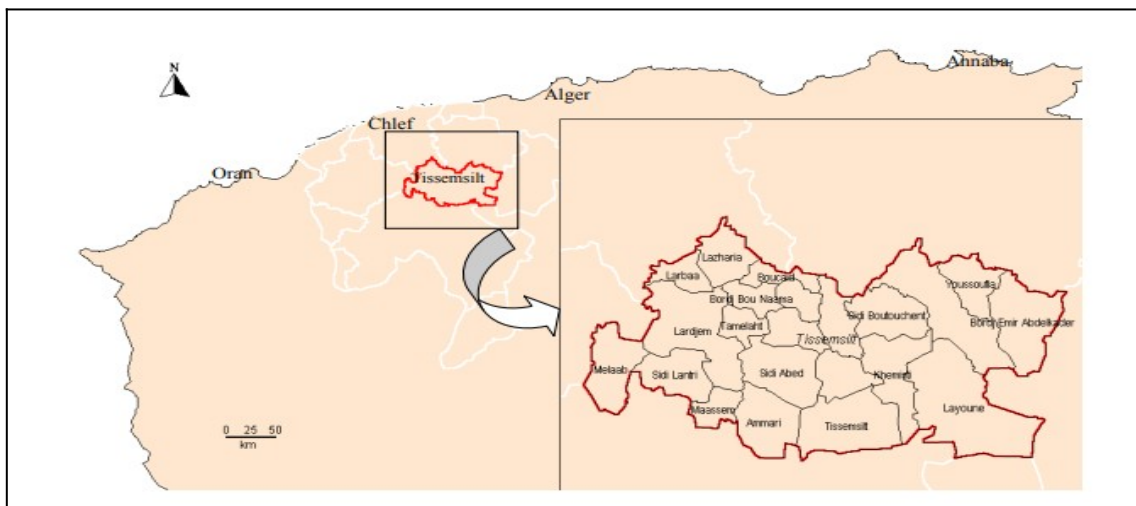 N
Annaba
Alger
Chlef
Oran
Tissemsilt
0 25 50
km
Lazharia
Larbaa
Boucaid
Youssoufia
Bordj Bou Naama
Sidi Boutouchent
Borch Emir Abdelkader
Lardjem
Tamelaht
Tissemsilt
Melaab
Sidi Lantri
Sidi Abed
Khemisti
Layoune
Maassem
Ammari
Tissemsilt